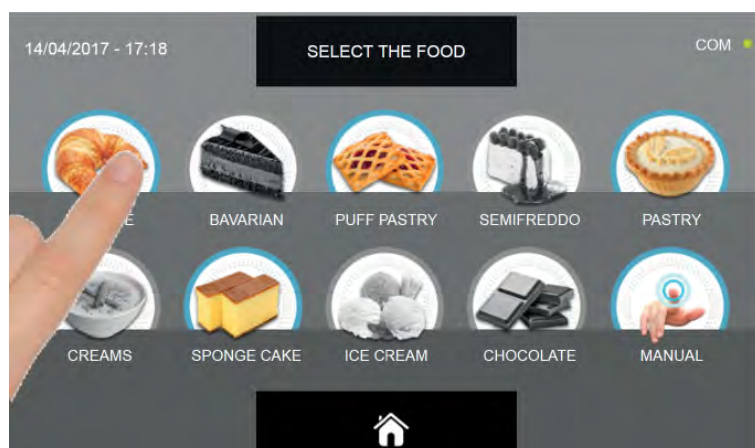 14/04/2017 - 17:18
SELECT THE FOOD
COM
BAVARIAN
PUFF PASTRY
SEMIFREDDO
PASTRY
CREAMS
SPONGE CAKE
ICE CREAM
CHOCOLATE
MANUAL